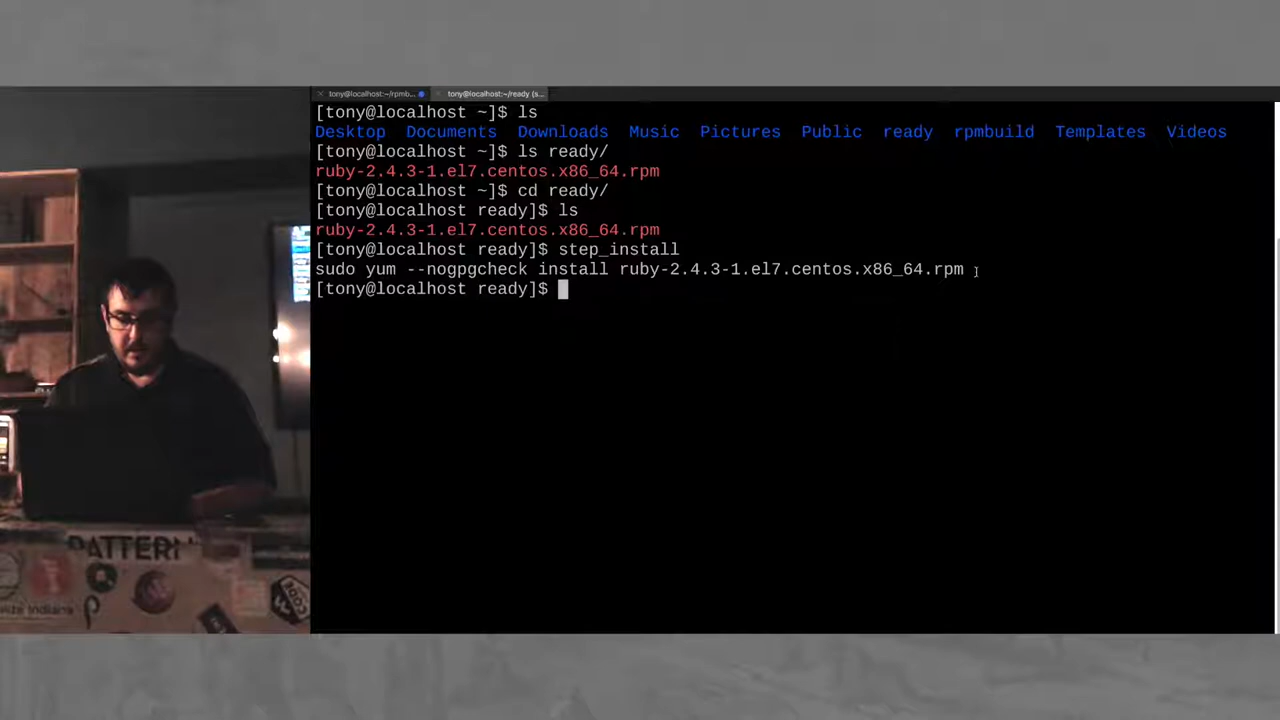 tony@localhost:~/rpmb...
tony@localhost:~/ready (s...
[tony@localhost ~]$ ls
Desktop Documents Downloads Music Pictures Public ready rpmbuild Templates Videos
[tony@localhost ~]$ ls ready/
ruby-2.4.3-1.el7.centos.x86_64.rpm
[tony@localhost ~]$ cd ready/
[tony@localhost ready]$ ls
ruby-2.4.3-1.el7.centos.x86_64.rpm
[tony@localhost ready]$ step_install
sudo yum --nogpgcheck install ruby-2.4.3-1.el7.centos.x86_64.rpm
[tony@localhost ready]$
PATTERN
CODE